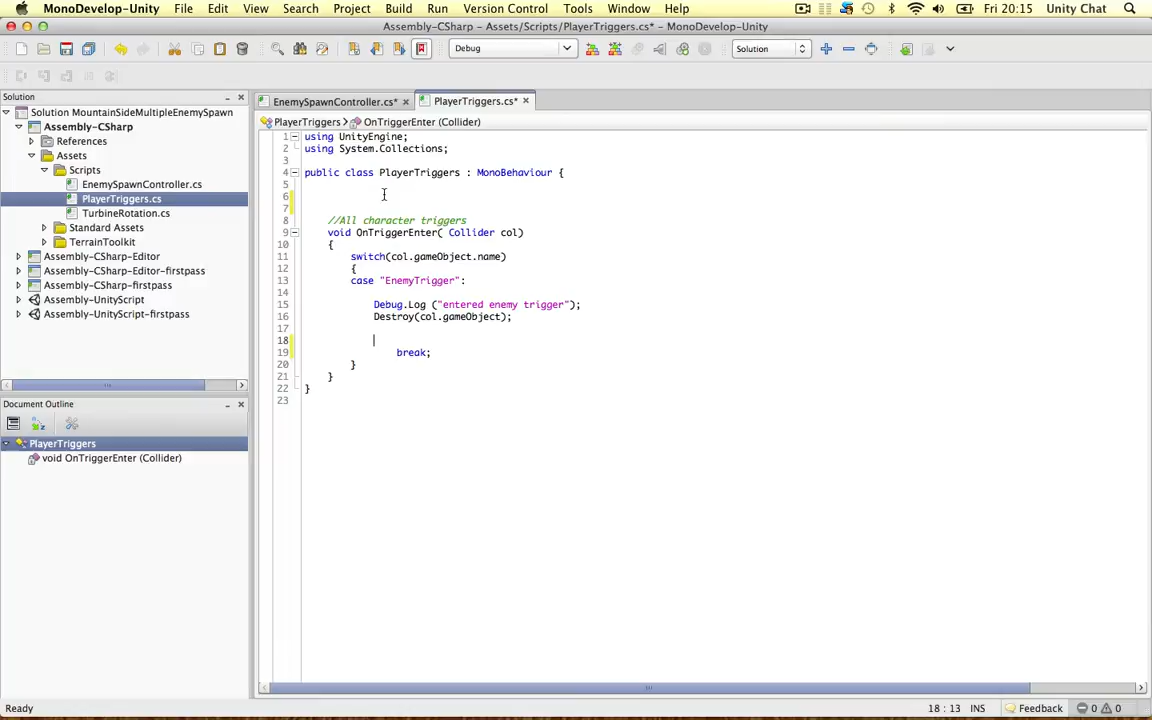 MonoDevelop-Unity File Edit View Search Project Build Run Version Control Tools Window Help Fri 20:15 Unity Chat
Assembly-CSharp – Assets/Scripts/PlayerTriggers.cs* – MonoDevelop-Unity
Debug Solution
Solution
Solution MountainSideMultipleEnemySpawn
Assembly-CSharp
References
Assets
Scripts
EnemySpawnController.cs
PlayerTriggers.cs
TurbineRotation.cs
Standard Assets
TerrainToolkit
Assembly-CSharp-Editor
Assembly-CSharp-Editor-firstpass
Assembly-CSharp-firstpass
Assembly-UnityScript
Assembly-UnityScript-firstpass
Document Outline
PlayerTriggers
void OnTriggerEnter (Collider)
EnemySpawnController.cs* PlayerTriggers.cs*
PlayerTriggers OnTriggerEnter (Collider)
1 using UnityEngine;
2 using System.Collections;
3
4 public class PlayerTriggers : MonoBehaviour {
5
6
7
8 //All character triggers
9 void OnTriggerEnter( Collider col)
10 {
11 switch(col.gameObject.name)
12 {
13 case "EnemyTrigger":
14
15 Debug.Log ("entered enemy trigger");
16 Destroy(col.gameObject);
17
18
19 break;
20 }
21 }
22 }
23
Ready 18 : 13 INS Feedback 0 0